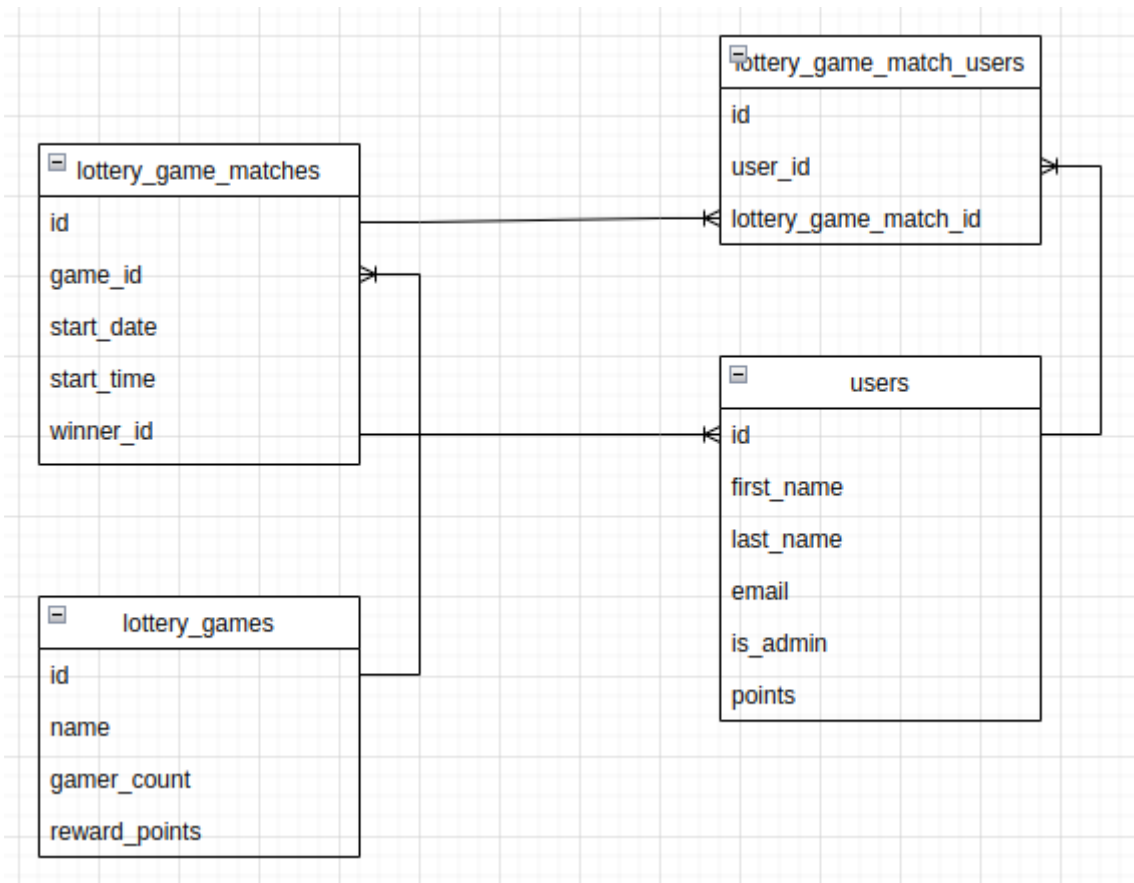 lottery_game_matches
id
game_id
start_date
start_time
winner_id
lottery_games
id
name
gamer_count
reward_points
lottery_game_match_users
id
user_id
lottery_game_match_id
users
id
first_name
last_name
email
is_admin
points